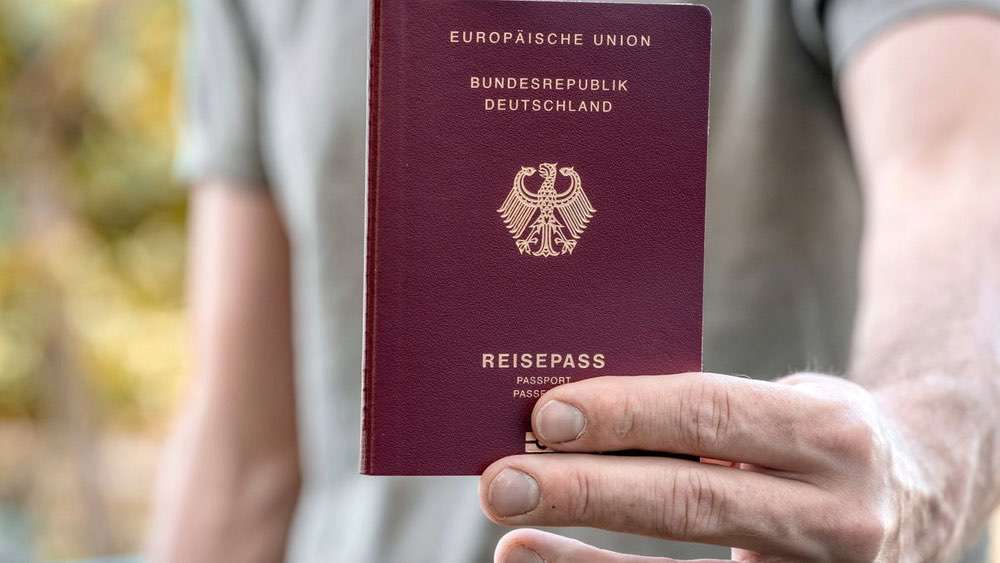 EUROPÄISCHE UNION
BUNDESREPUBLIK
DEUTSCHLAND
REISEPASS
PASSPORT